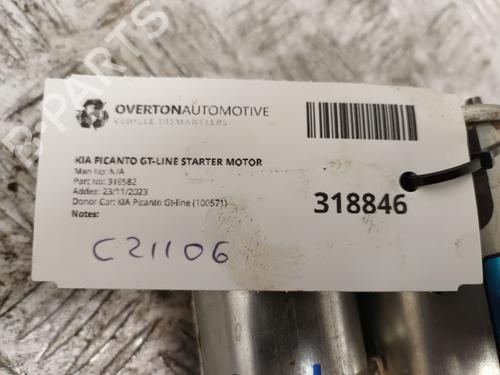 OVERTONAUTOMOTIVE
VEHICLE DISMANTLERS
KIA PICANTO GT-LINE STARTER MOTOR
Man No: N/A
Part No: 319582
Added: 23/11/2023
Donor Car: KIA Picanto Gt-line (100571)
Notes:
318846
C21106
B-PARTS